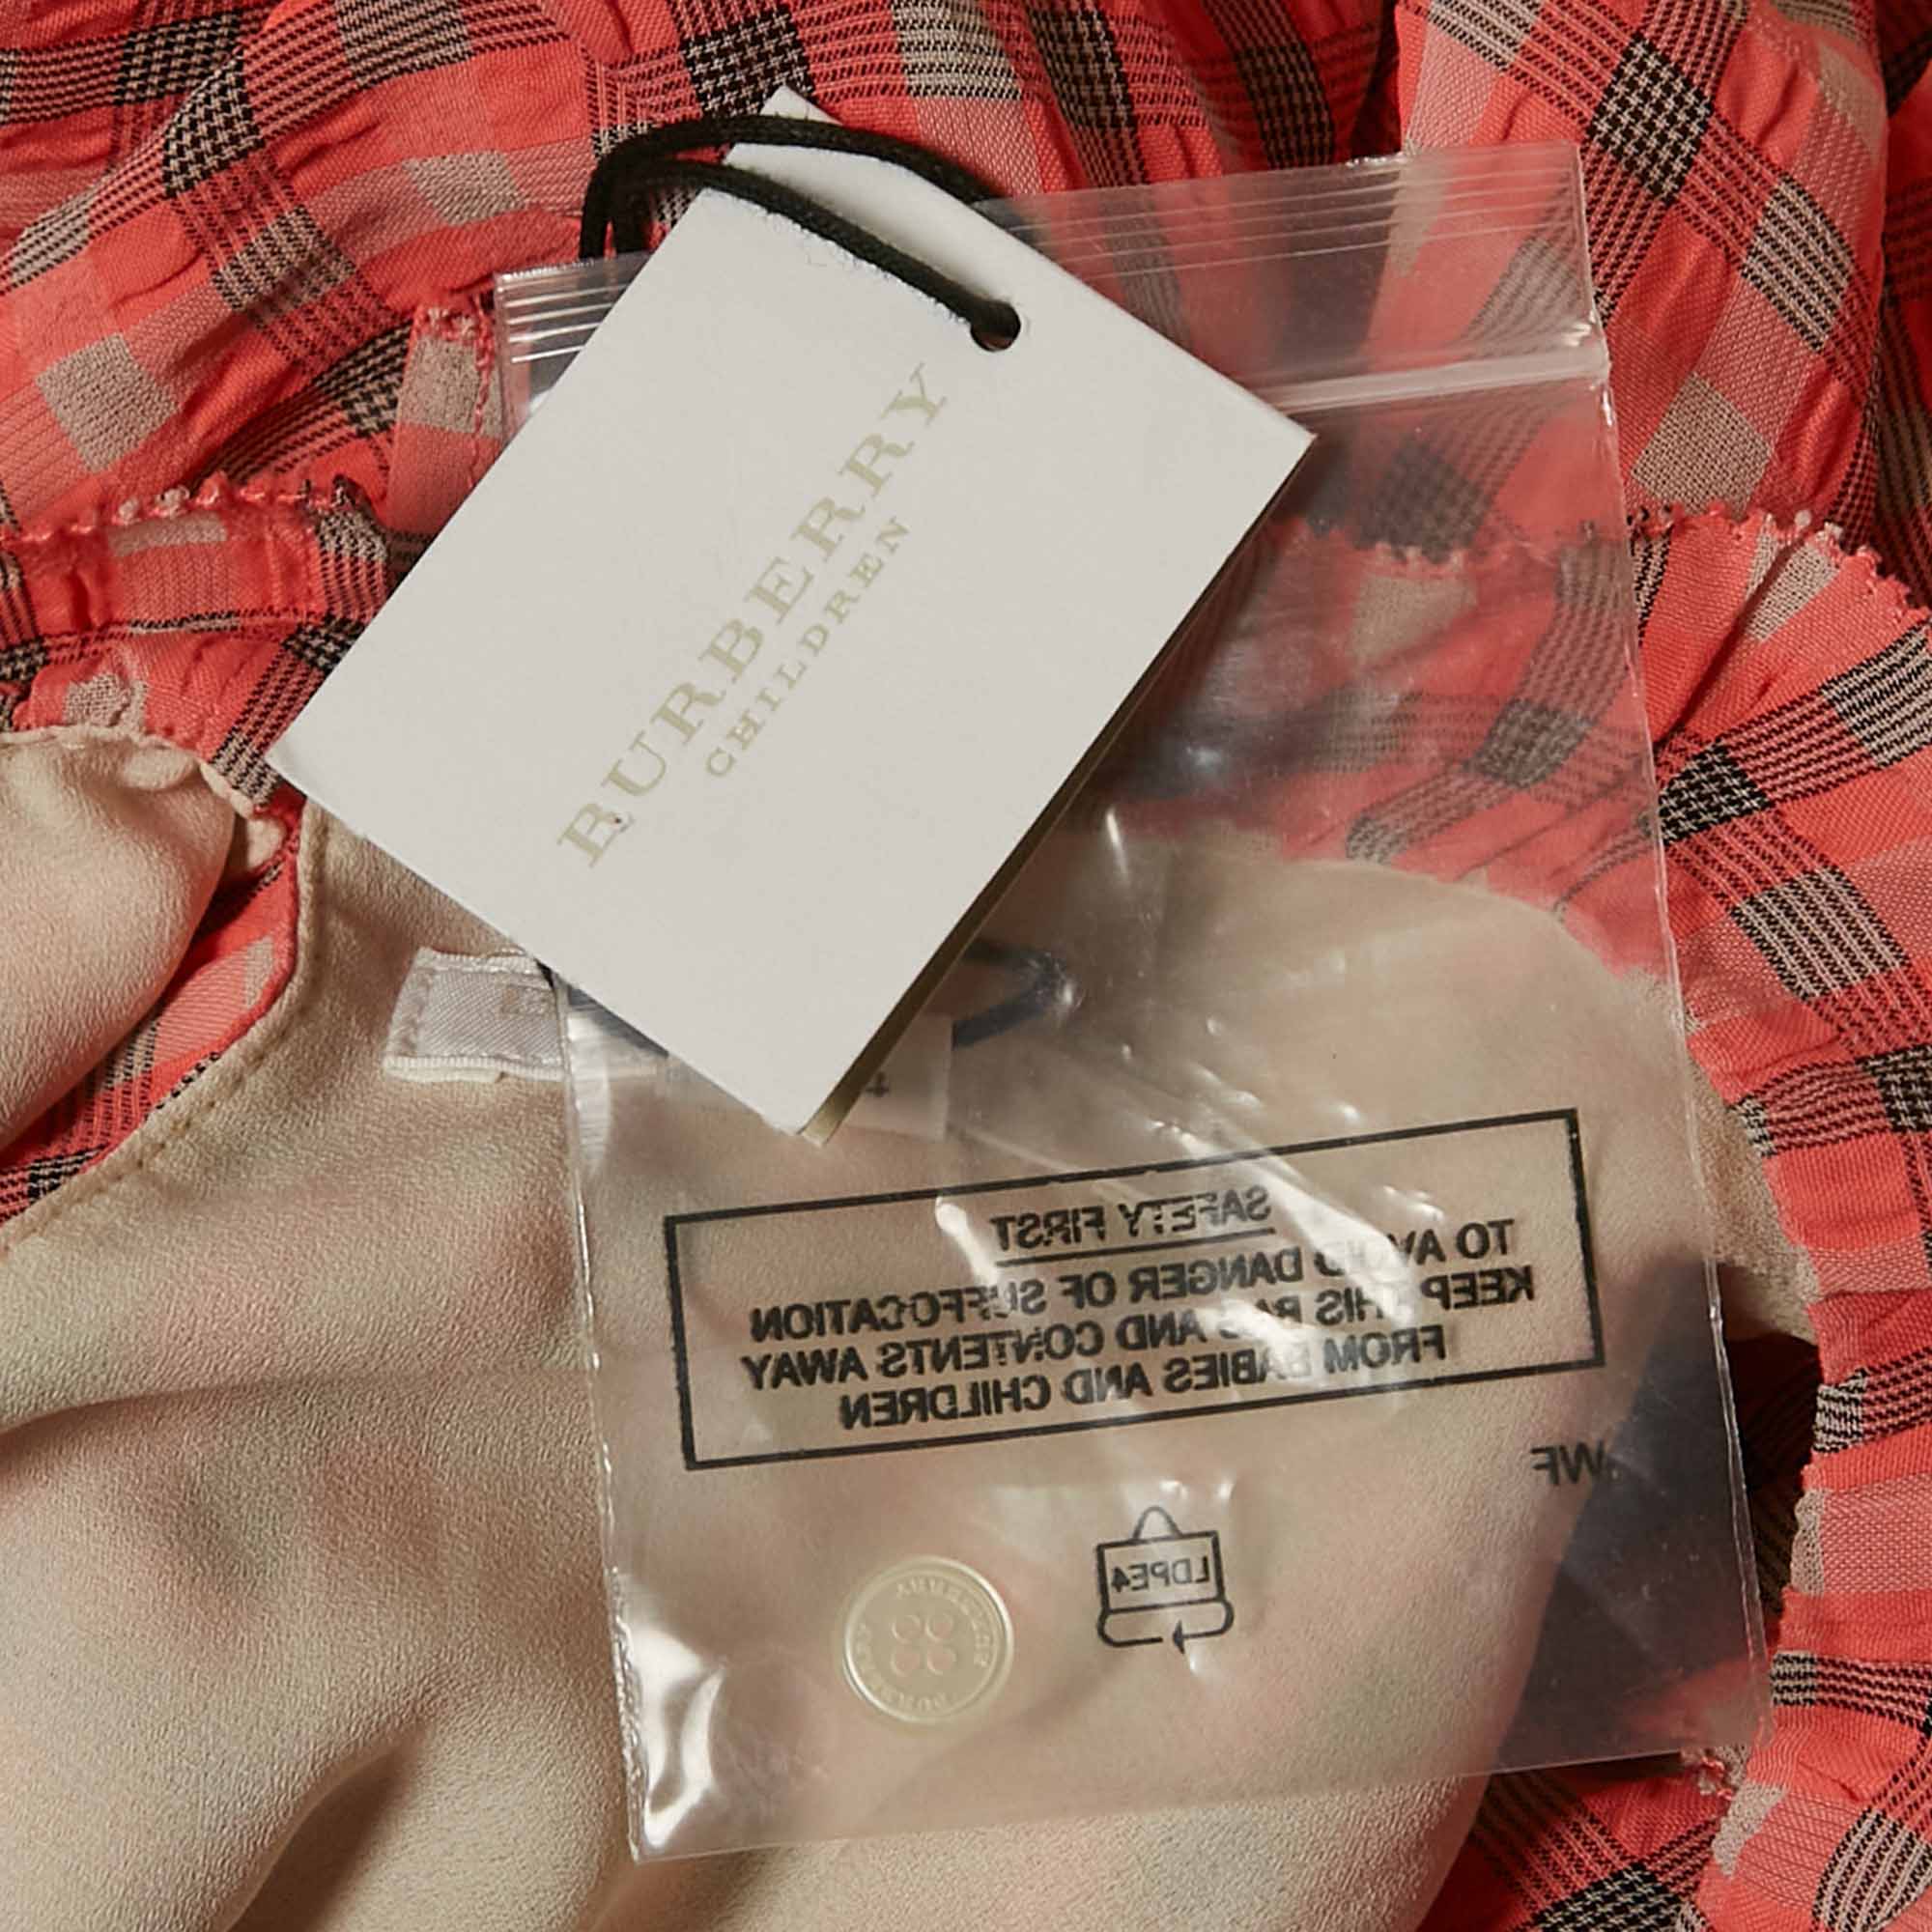 BURBERRY
CHILDREN
SAFETY FIRST
TO AVOID DANGER OF SUFFOCATION
KEEP THIS BAG AND CONTENTS AWAY
FROM BABIES AND CHILDREN
WF
LDPE4